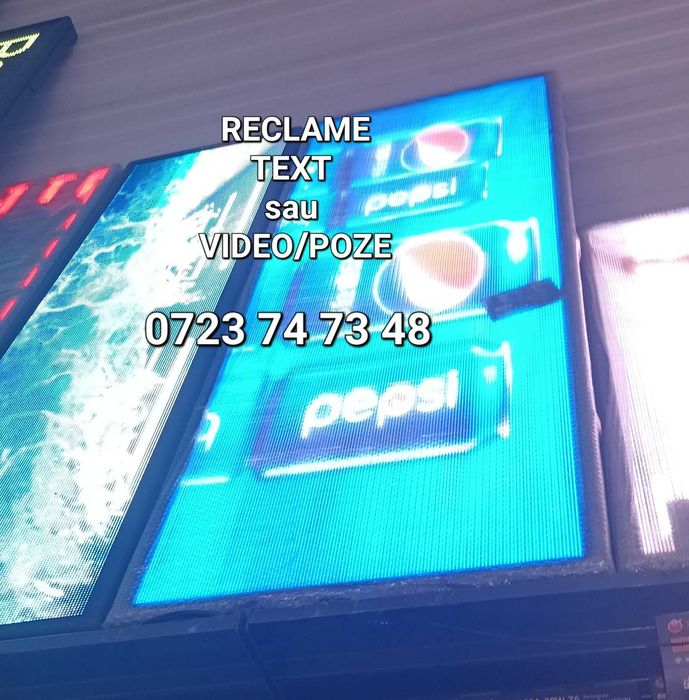 RECLAME
TEXT
sau
VIDEO/POZE
0723 74 73 48
pepsi
pepsi